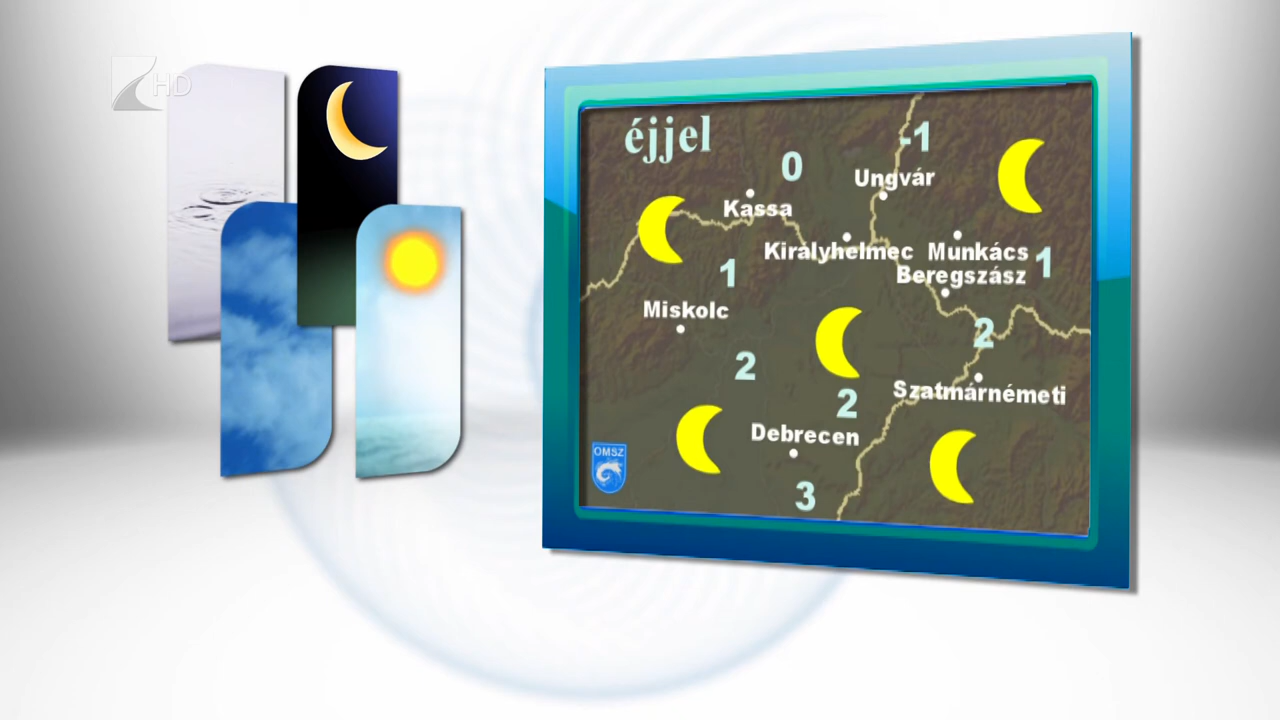 HD
éjjel
-1
0
Ungvár
Kassa
Királyhelmec
Munkács
1
Beregszász
1
Miskolc
2
2
Szatmárnémeti
2
Debrecen
OMSZ
3